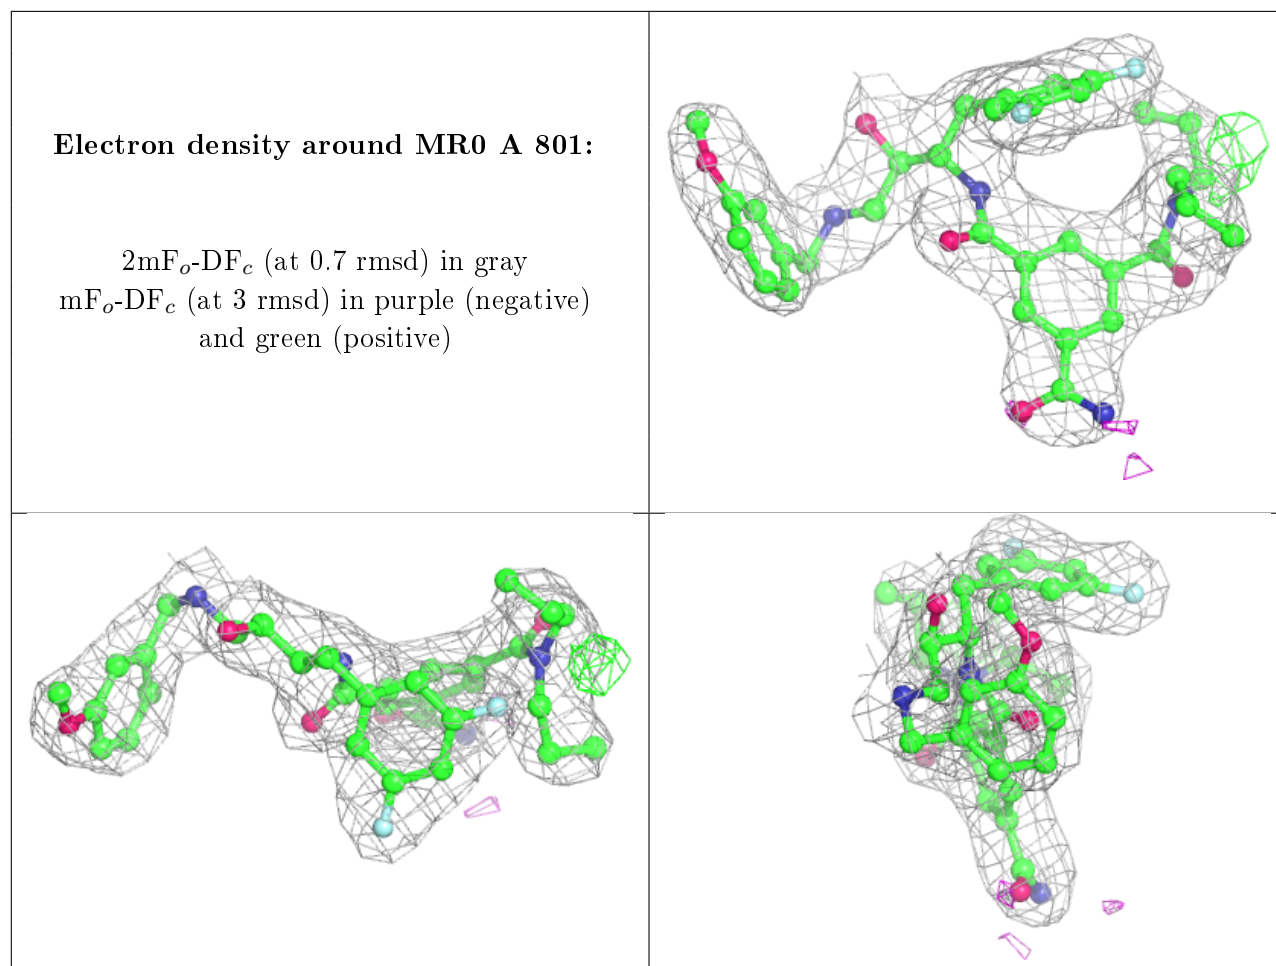 Electron density around MR0 A 801:
2mFo-DFc (at 0.7 rmsd) in gray
mFo-DFc (at 3 rmsd) in purple (negative)
and green (positive)